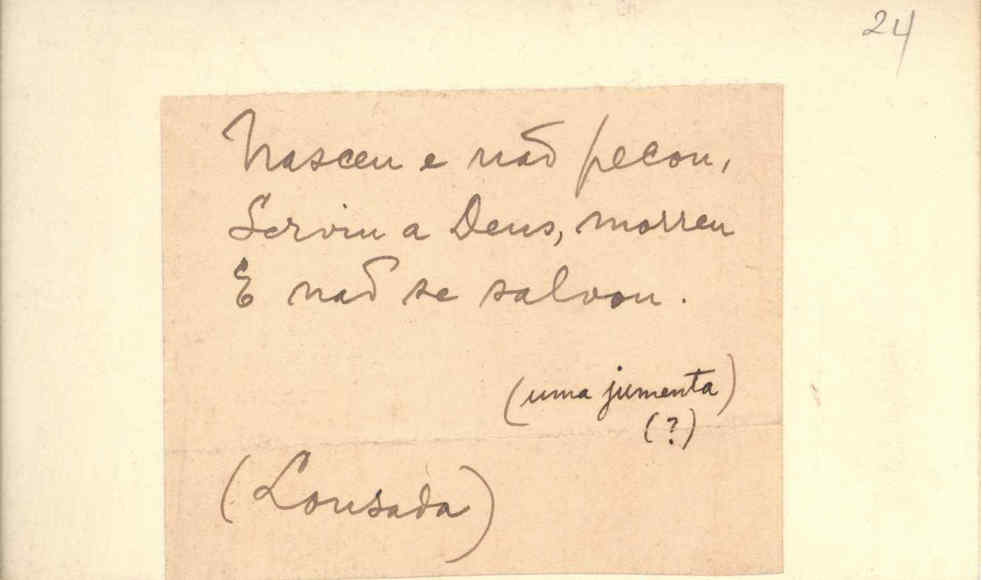 24
Nasceu e não pecou,
Serviu a Deus, morreu
E não se salvou.
(uma jumenta)
(?)
(Lousada)